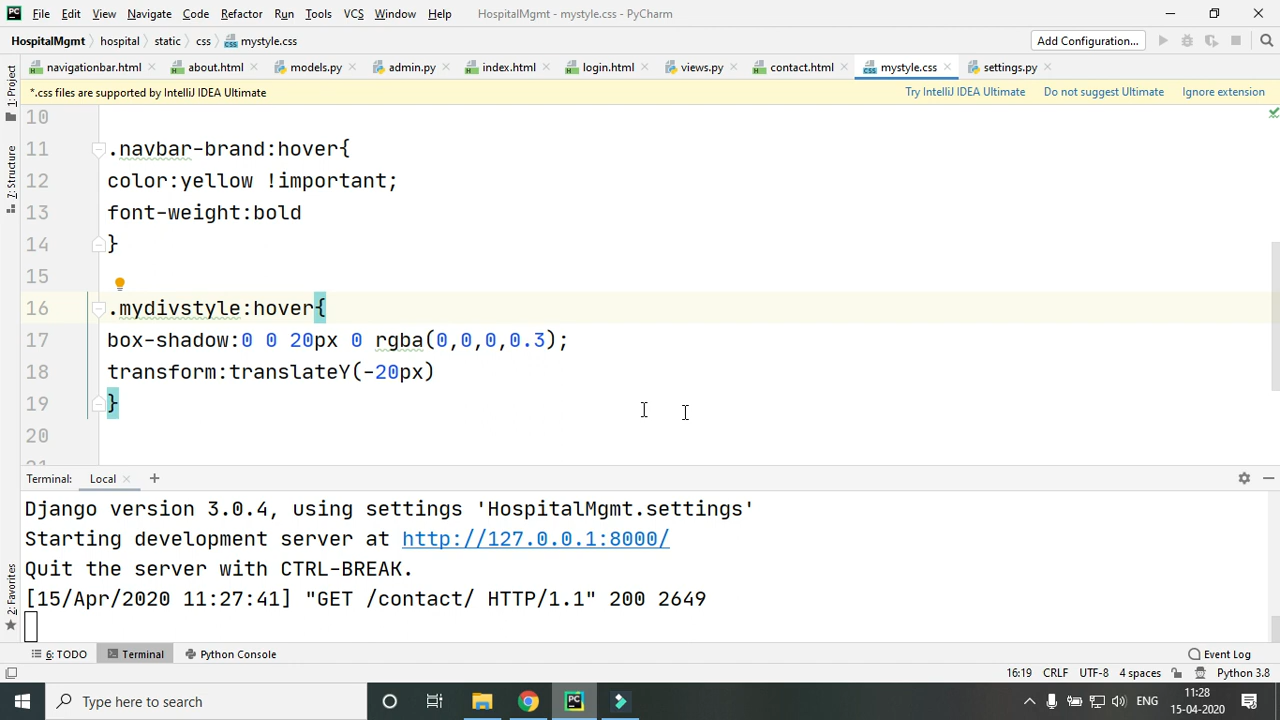 PC File Edit View Navigate Code Refactor Run Tools VCS Window Help HospitalMgmt - mystyle.css - PyCharm
HospitalMgmt hospital static css mystyle.css Add Configuration...
navigationbar.html about.html models.py admin.py index.html login.html views.py contact.html mystyle.css settings.py
*.css files are supported by IntelliJ IDEA Ultimate Try IntelliJ IDEA Ultimate Do not suggest Ultimate Ignore extension
1: Project
7: Structure
2: Favorites
10
11 .navbar-brand:hover{
12 color:yellow !important;
13 font-weight:bold
14 }
15
16 .mydivstyle:hover{
17 box-shadow:0 0 20px 0 rgba(0,0,0,0.3);
18 transform:translateY(-20px)
19 }
20
21
Terminal: Local +
Django version 3.0.4, using settings 'HospitalMgmt.settings'
Starting development server at http://127.0.0.1:8000/
Quit the server with CTRL-BREAK.
[15/Apr/2020 11:27:41] "GET /contact/ HTTP/1.1" 200 2649
6: TODO Terminal Python Console Event Log
16:19 CRLF UTF-8 4 spaces Python 3.8
Type here to search PC ENG 11:28
15-04-2020